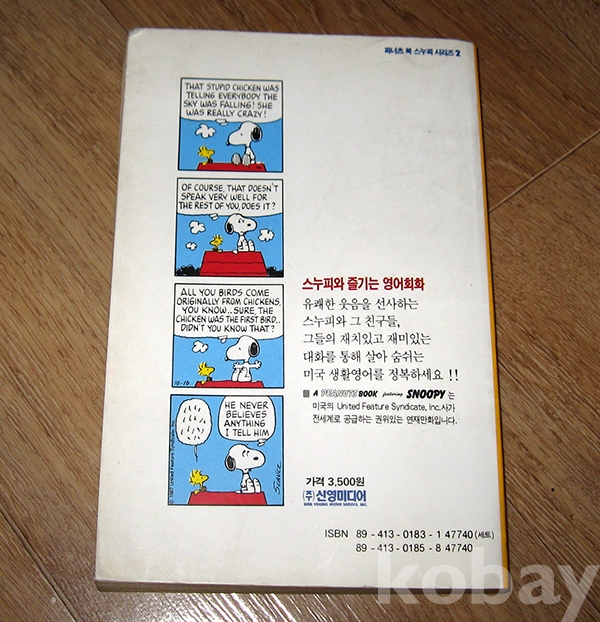 피너츠 북 스누피 시리즈 2
THAT STUPID CHICKEN WAS
TELLING EVERYBODY THE
SKY WAS FALLING! SHE
WAS REALLY CRAZY!
OF COURSE, THAT DOESN'T
SPEAK VERY WELL FOR
THE REST OF YOU, DOES IT?
ALL YOU BIRDS COME
ORIGINALLY FROM CHICKENS,
YOU KNOW.. SURE, THE
CHICKEN WAS THE FIRST BIRD..
DIDN'T YOU KNOW THAT?
10-16
HE NEVER
BELIEVES
ANYTHING
I TELL HIM
SCHULZ
스누피와 즐기는 영어회화
유쾌한 웃음을 선사하는
스누피와 그 친구들,
그들의 재치있고 재미있는
대화를 통해 살아 숨쉬는
미국 생활영어를 정복하세요 !!
■ A PEANUTS BOOK featuring SNOOPY 는
미국의 United Feature Syndicate, Inc.사가
전세계로 공급하는 권위있는 연재만화입니다.
가격 3,500원
(주)신영미디어
SHIN YOUNG MEDIA SERVICE, INC.
ISBN 89-413-0183-1 47740(세트)
89-413-0185-8 47740
kobay